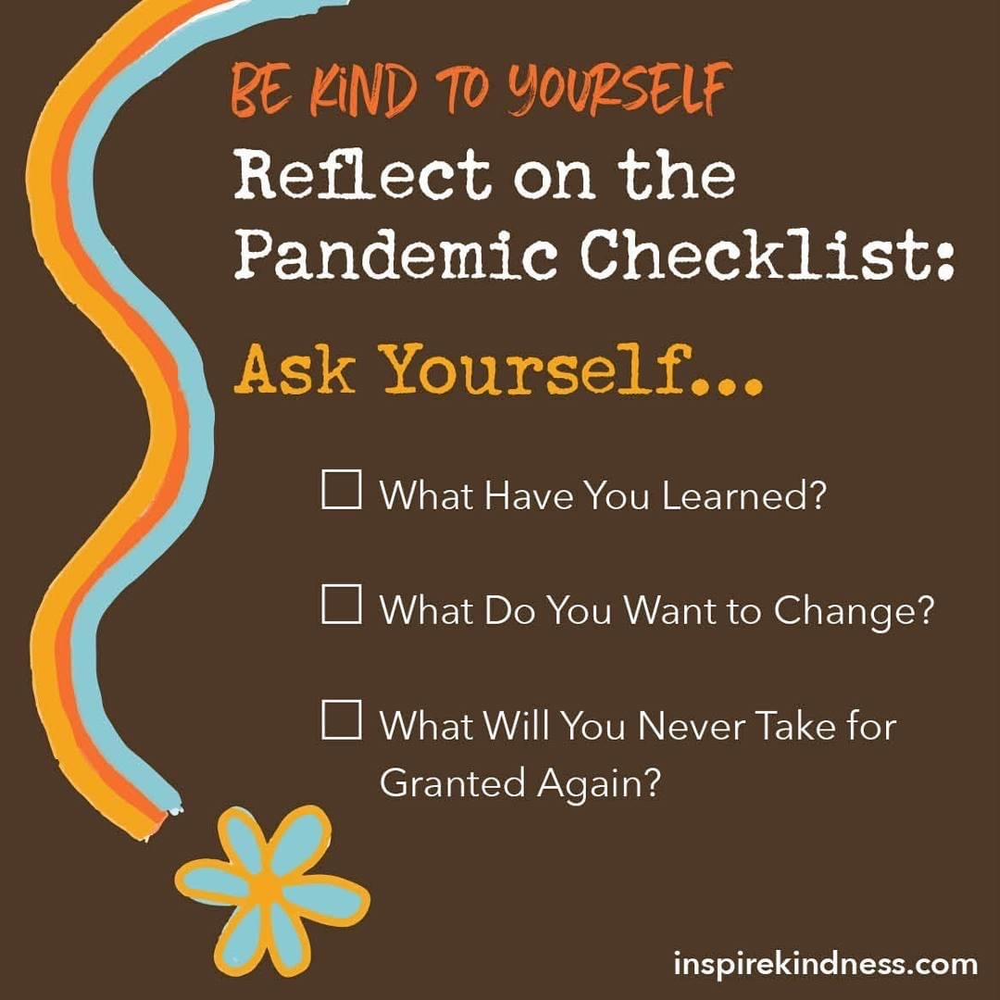 BE KiND TO YOURSELF
Reflect on the
Pandemic Checklist:
Ask Yourself...
☐ What Have You Learned?
☐ What Do You Want to Change?
☐ What Will You Never Take for
Granted Again?
inspirekindness.com